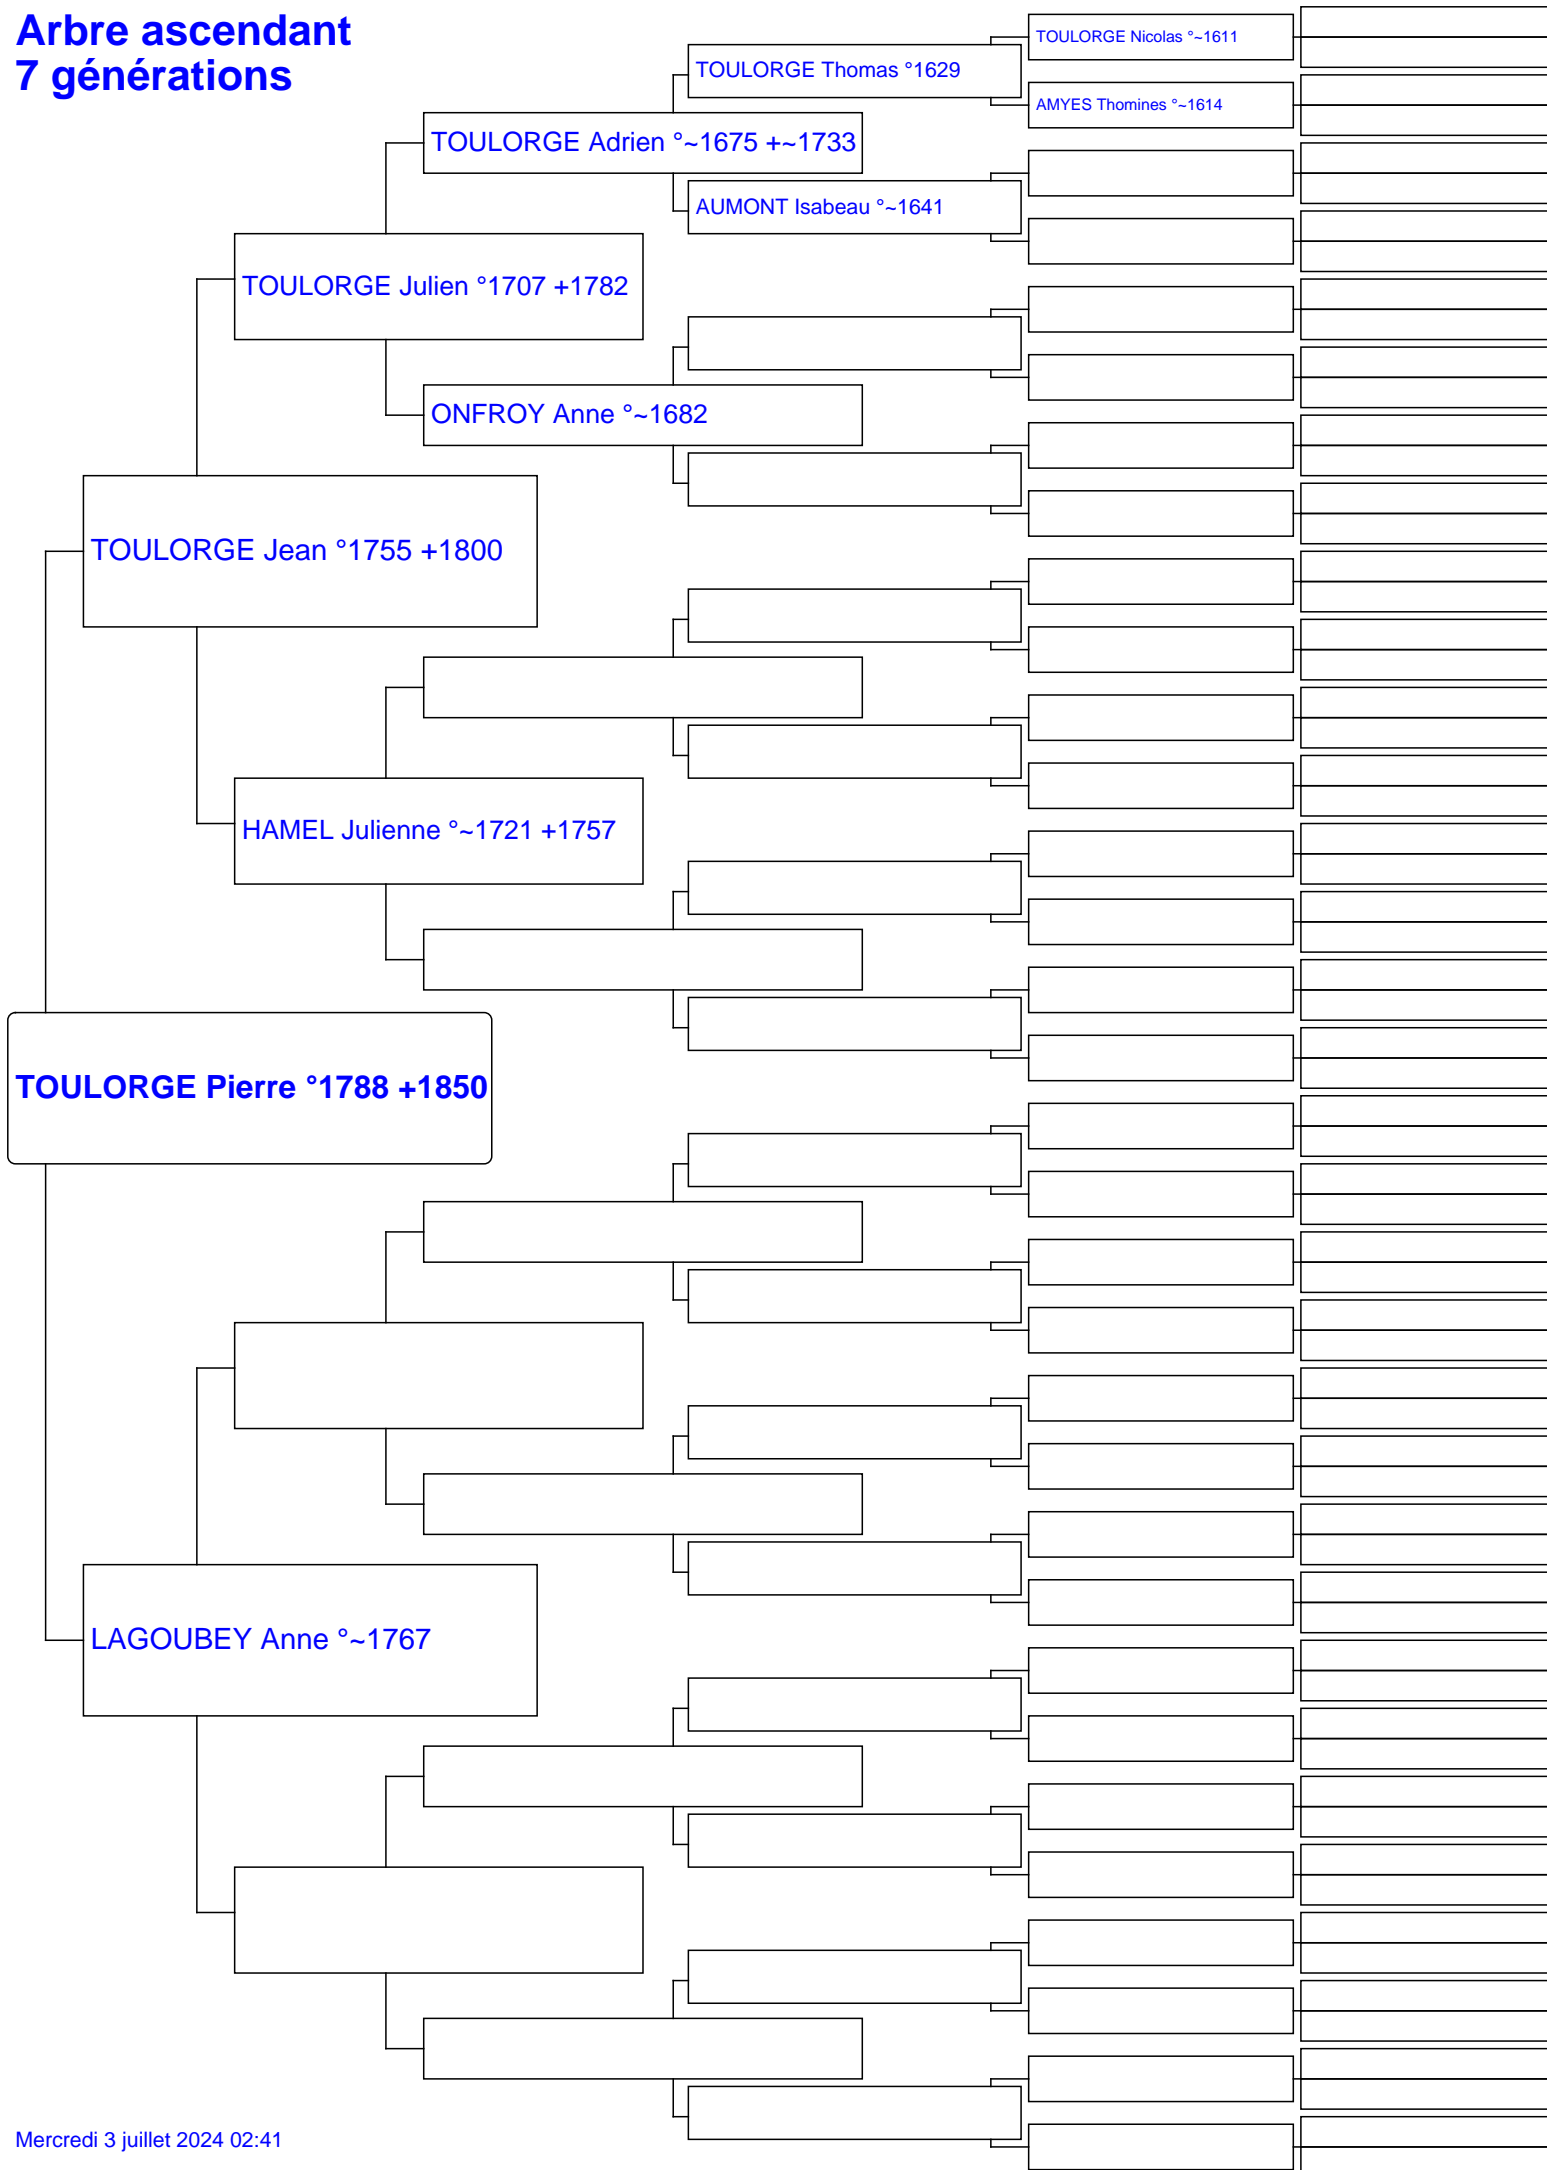 Arbre ascendant
7 générations
TOULORGE Nicolas °~1611
TOULORGE Thomas °1629
AMYES Thomines °~1614
TOULORGE Adrien °~1675 +~1733
AUMONT Isabeau °~1641
TOULORGE Julien °1707 +1782
ONFROY Anne °~1682
TOULORGE Jean °1755 +1800
HAMEL Julienne °~1721 +1757
TOULORGE Pierre °1788 +1850
LAGOUBEY Anne °~1767
Mercredi 3 juillet 2024 02:41